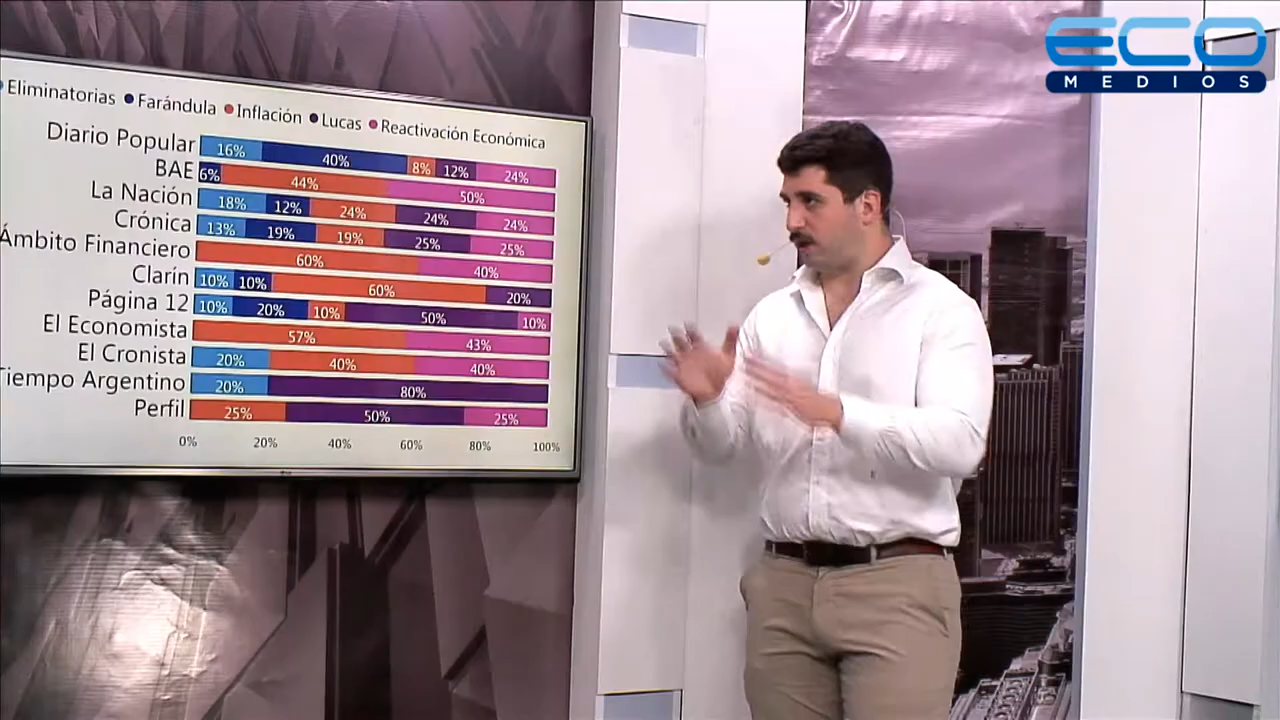 ECO
MEDIOS
Eliminatorias Farándula Inflación Lucas Reactivación Económica
Diario Popular 16% 40% 8% 12% 24%
BAE 6% 44% 50%
La Nación 18% 12% 24% 24% 24%
Crónica 13% 19% 19% 25% 25%
Ámbito Financiero 60% 40%
Clarín 10% 10% 60% 20%
Página 12 10% 20% 10% 50% 10%
El Economista 57% 43%
El Cronista 20% 40% 40%
Tiempo Argentino 20% 80%
Perfil 25% 50% 25%
0% 20% 40% 60% 80% 100%